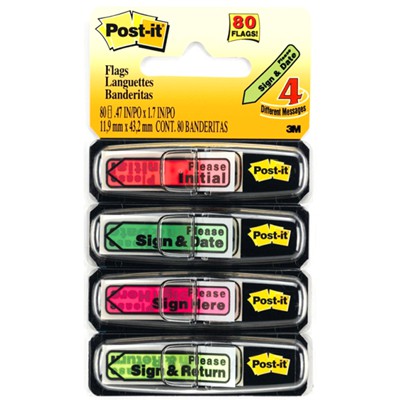 Post-it
80
FLAGS!
Flags
Languettes
Banderitas
80 .47 IN/PO x 1.7 IN/PO
11,9 mm x 43,2 mm CONT. 80 BANDERITAS
Please
Sign & Date
4
Different Messages
3M
Please
Initial
Post-it
Please
Sign & Date
Post-it
Please
Sign Here
Post-it
Please
Sign & Return
Post-it